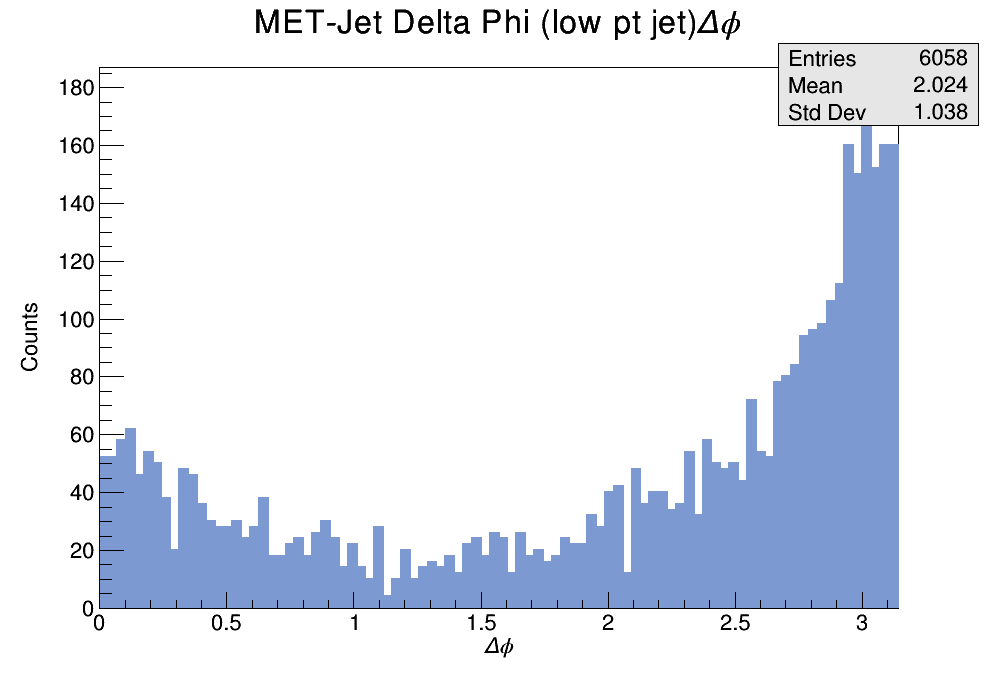 MET-Jet Delta Phi (low pt jet)Δϕ
Entries 6058
Mean 2.024
Std Dev 1.038
180
160
140
120
100
80
60
40
20
0
Counts
0 0.5 1 1.5 2 2.5 3
Δϕ